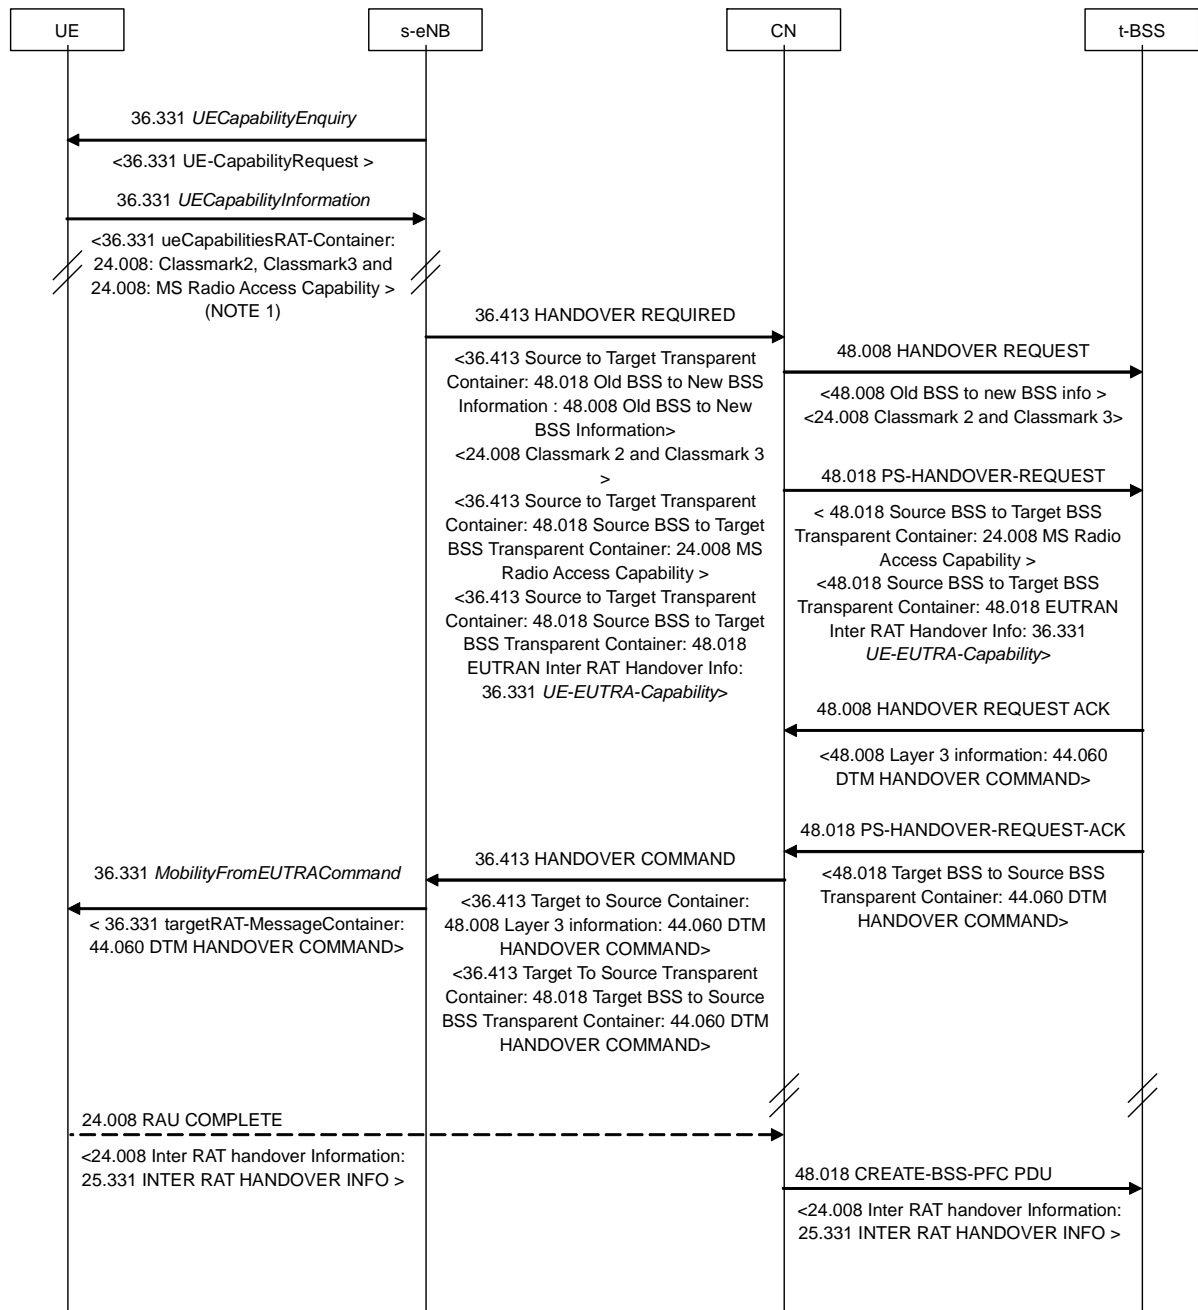 UE
s-eNB
CN
t-BSS
36.331 UECapabilityEnquiry
<36.331 UE-CapabilityRequest >
36.331 UECapabilityInformation
<36.331 ueCapabilitiesRAT-Container:
24.008: Classmark2, Classmark3 and
24.008: MS Radio Access Capability >
(NOTE 1)
36.413 HANDOVER REQUIRED
<36.413 Source to Target Transparent
Container: 48.018 Old BSS to New BSS
Information : 48.008 Old BSS to New
BSS Information>
<24.008 Classmark 2 and Classmark 3
>
<36.413 Source to Target Transparent
Container: 48.018 Source BSS to Target
BSS Transparent Container: 24.008 MS
Radio Access Capability >
<36.413 Source to Target Transparent
Container: 48.018 Source BSS to Target
BSS Transparent Container: 48.018
EUTRAN Inter RAT Handover Info:
36.331 UE-EUTRA-Capability>
48.008 HANDOVER REQUEST
<48.008 Old BSS to new BSS info >
<24.008 Classmark 2 and Classmark 3>
48.018 PS-HANDOVER-REQUEST
< 48.018 Source BSS to Target BSS
Transparent Container: 24.008 MS Radio
Access Capability >
<48.018 Source BSS to Target BSS
Transparent Container: 48.018 EUTRAN
Inter RAT Handover Info: 36.331
UE-EUTRA-Capability>
48.008 HANDOVER REQUEST ACK
<48.008 Layer 3 information: 44.060
DTM HANDOVER COMMAND>
48.018 PS-HANDOVER-REQUEST-ACK
<48.018 Target BSS to Source BSS
Transparent Container: 44.060 DTM
HANDOVER COMMAND>
36.413 HANDOVER COMMAND
<36.413 Target to Source Container:
48.008 Layer 3 information: 44.060 DTM
HANDOVER COMMAND>
<36.413 Target To Source Transparent
Container: 48.018 Target BSS to Source
BSS Transparent Container: 44.060 DTM
HANDOVER COMMAND>
36.331 MobilityFromEUTRACommand
< 36.331 targetRAT-MessageContainer:
44.060 DTM HANDOVER COMMAND>
24.008 RAU COMPLETE
<24.008 Inter RAT handover Information:
25.331 INTER RAT HANDOVER INFO >
48.018 CREATE-BSS-PFC PDU
<24.008 Inter RAT handover Information:
25.331 INTER RAT HANDOVER INFO >